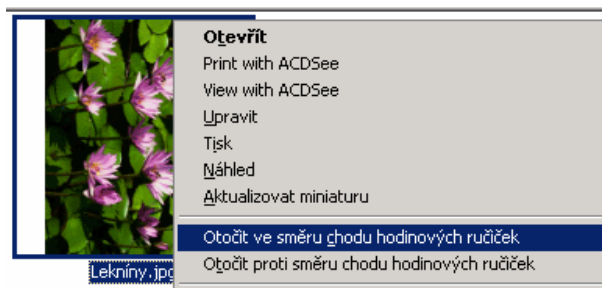 Otevřít
Print with ACDSee
View with ACDSee
Upravit
Tisk
Náhled
Aktualizovat miniaturu
Otočit ve směru chodu hodinových ručiček
Otočit proti směru chodu hodinových ručiček
Lekníny.jpg